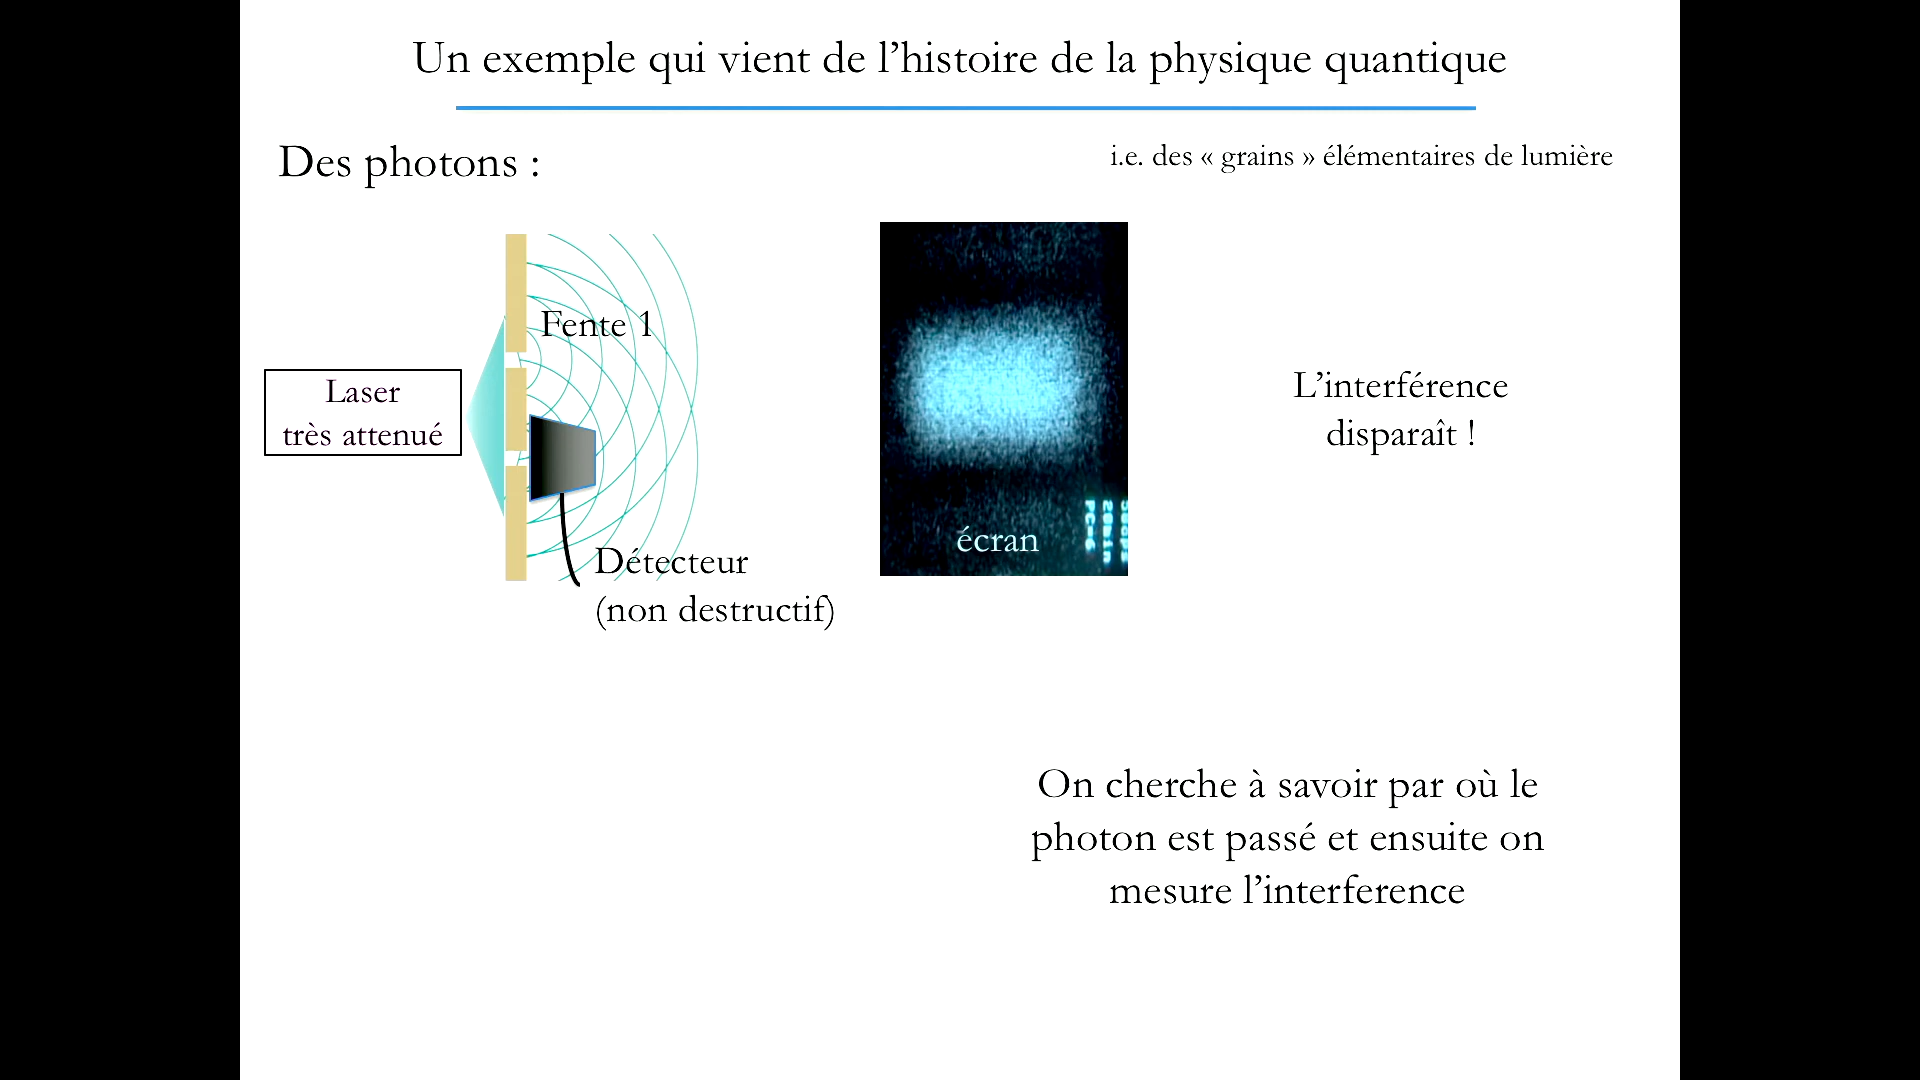 Un exemple qui vient de l’histoire de la physique quantique
Des photons :
i.e. des « grains » élémentaires de lumière
Fente 1
Laser
très attenué
L’interférence
disparaît !
écran
Détecteur
(non destructif)
On cherche à savoir par où le
photon est passé et ensuite on
mesure l’interference